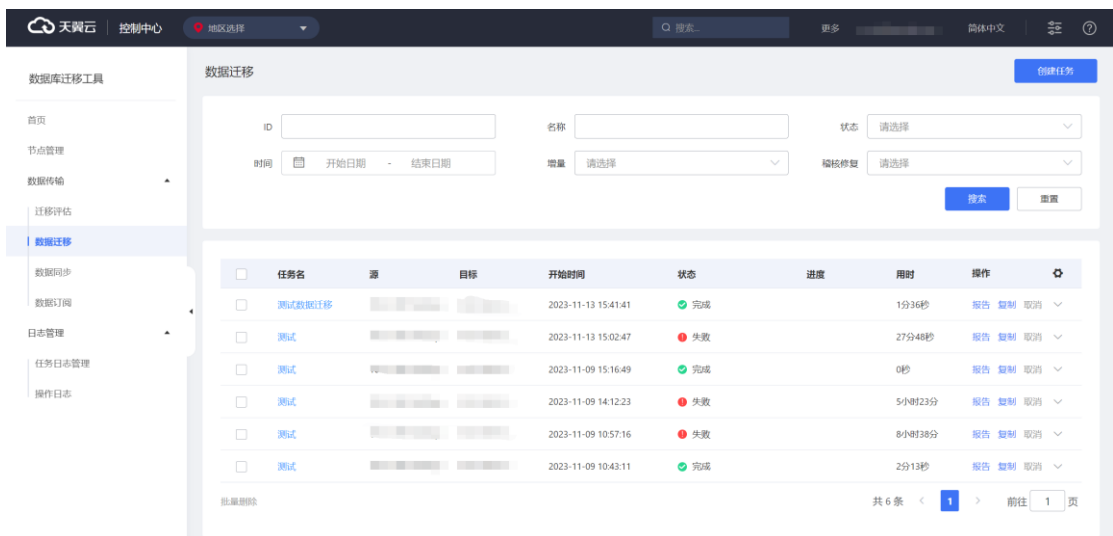 天翼云 控制中心 地区选择 搜索... 更多 简体中文
数据库迁移工具
首页
节点管理
数据传输
迁移评估
数据迁移
数据同步
数据订阅
日志管理
任务日志管理
操作日志
数据迁移 创建任务
ID 名称 状态 请选择
时间 开始日期 - 结束日期 增量 请选择 稽核修复 请选择
搜索 重置
任务名 源 目标 开始时间 状态 进度 用时 操作
测试数据迁移 2023-11-13 15:41:41 完成 1分36秒 报告 复制 取消
测试 2023-11-13 15:02:47 失败 27分48秒 报告 复制 取消
测试 2023-11-09 15:16:49 完成 0秒 报告 复制 取消
测试 2023-11-09 14:12:23 失败 5小时23分 报告 复制 取消
测试 2023-11-09 10:57:16 失败 8小时38分 报告 复制 取消
测试 2023-11-09 10:43:11 完成 2分13秒 报告 复制 取消
批量删除 共 6 条 1 前往 1 页